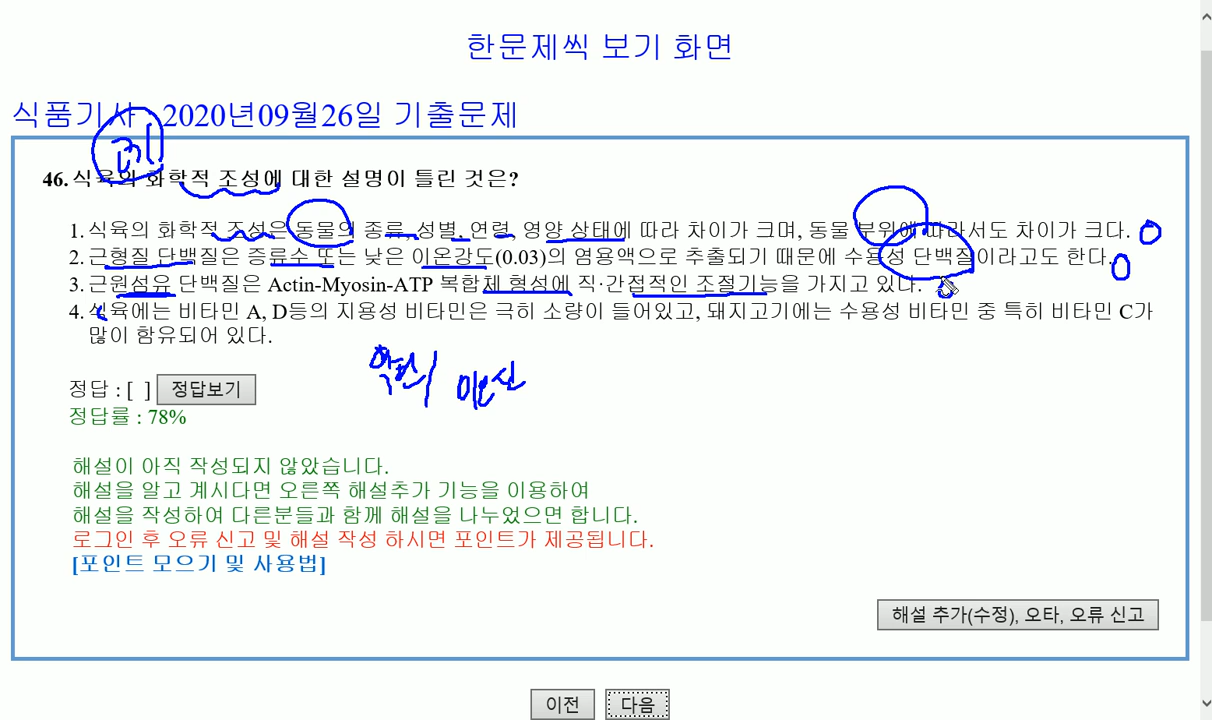 한문제씩 보기 화면
식품기사 2020년09월26일 기출문제
고기
46. 식육의 화학적 조성에 대한 설명이 틀린 것은?
1. 식육의 화학적 조성은 동물의 종류, 성별, 연령, 영양 상태에 따라 차이가 크며, 동물 부위에 따라서도 차이가 크다.
2. 근형질 단백질은 증류수 또는 낮은 이온강도(0.03)의 염용액으로 추출되기 때문에 수용성 단백질이라고도 한다.
3. 근원섬유 단백질은 Actin-Myosin-ATP 복합체 형성에 직·간접적인 조절기능을 가지고 있다.
4. 식육에는 비타민 A, D등의 지용성 비타민은 극히 소량이 들어있고, 돼지고기에는 수용성 비타민 중 특히 비타민 C가
많이 함유되어 있다.
미오신
정답 : [ ] 정답보기
정답률 : 78%
해설이 아직 작성되지 않았습니다.
해설을 알고 계시다면 오른쪽 해설추가 기능을 이용하여
해설을 작성하여 다른분들과 함께 해설을 나누었으면 합니다.
로그인 후 오류 신고 및 해설 작성 하시면 포인트가 제공됩니다.
[포인트 모으기 및 사용법]
해설 추가(수정), 오타, 오류 신고
이전 다음